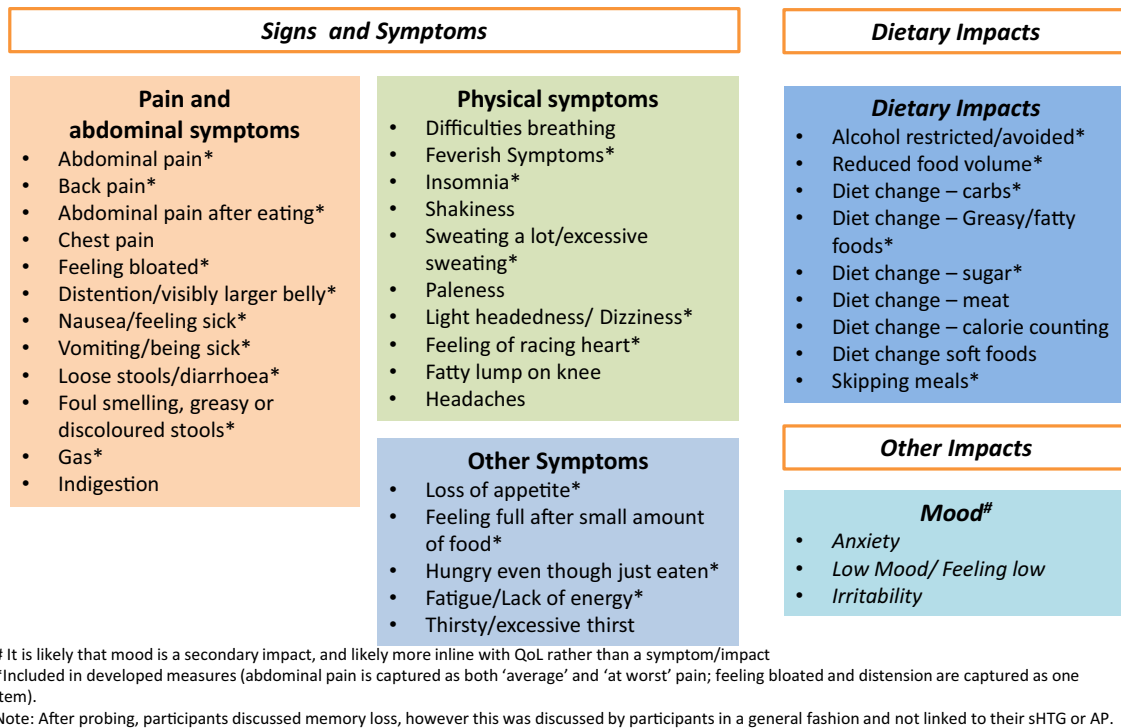 Signs and Symptoms
Pain and
abdominal symptoms
• Abdominal pain*
• Back pain*
• Abdominal pain after eating*
• Chest pain
• Feeling bloated*
• Distention/visibly larger belly*
• Nausea/feeling sick*
• Vomiting/being sick*
• Loose stools/diarrhoea*
• Foul smelling, greasy or
discoloured stools*
• Gas*
• Indigestion
Physical symptoms
• Difficulties breathing
• Feverish Symptoms*
• Insomnia*
• Shakiness
• Sweating a lot/excessive
sweating*
• Paleness
• Light headedness/ Dizziness*
• Feeling of racing heart*
• Fatty lump on knee
• Headaches
Other Symptoms
• Loss of appetite*
• Feeling full after small amount
of food*
• Hungry even though just eaten*
• Fatigue/Lack of energy*
• Thirsty/excessive thirst
Dietary Impacts
Dietary Impacts
• Alcohol restricted/avoided*
• Reduced food volume*
• Diet change – carbs*
• Diet change – Greasy/fatty
foods*
• Diet change – sugar*
• Diet change – meat
• Diet change – calorie counting
• Diet change soft foods
• Skipping meals*
Other Impacts
Mood#
• Anxiety
• Low Mood/ Feeling low
• Irritability
# It is likely that mood is a secondary impact, and likely more inline with QoL rather than a symptom/impact
*Included in developed measures (abdominal pain is captured as both ‘average’ and ‘at worst’ pain; feeling bloated and distension are captured as one
tem).
Note: After probing, participants discussed memory loss, however this was discussed by participants in a general fashion and not linked to their sHTG or AP.